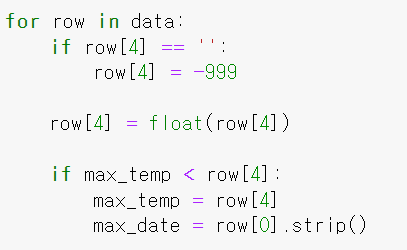 for row in data:
    if row[4] == '':
        row[4] = -999

    row[4] = float(row[4])

    if max_temp < row[4]:
        max_temp = row[4]
        max_date = row[0].strip()